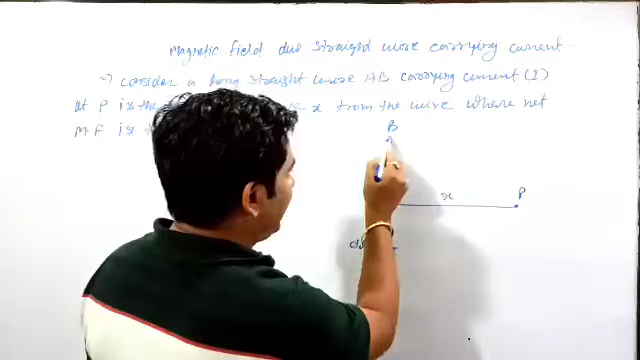 Magnetic field due straight wire carrying current.
⇒ consider a long straight wire AB carrying current (I)
let P is the x from the wire where net
M.F is t
B
x
P